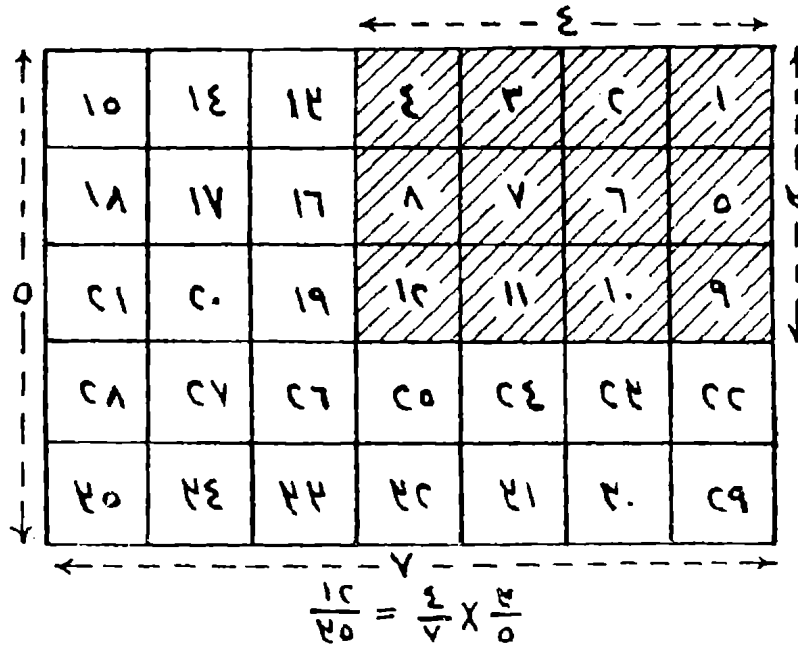 ٤
١ ٢ ٣ ٤ ١٣ ١٤ ١٥
٣ ٥ ٦ ٧ ٨ ١٦ ١٧ ١٨
٩ ١٠ ١١ ١٢ ١٩ ٢٠ ٢١ ٥
٢٢ ٢٣ ٢٤ ٢٥ ٢٦ ٢٧ ٢٨
٢٩ ٣٠ ٣١ ٣٢ ٣٣ ٣٤ ٣٥
٧
٣/٥ × ٤/٧ = ١٢/٣٥